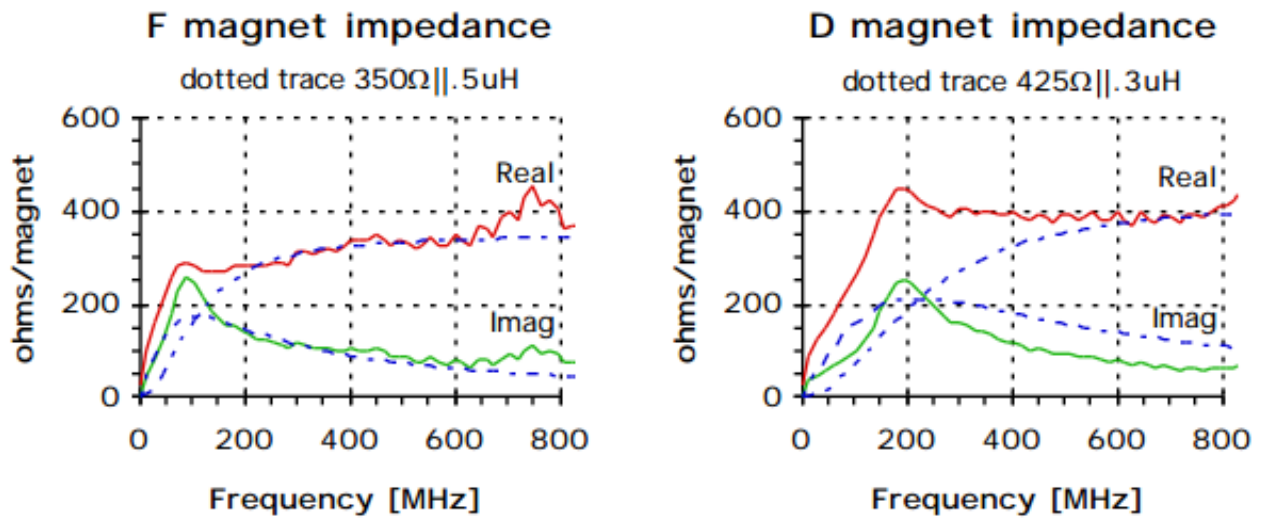 F magnet impedance
dotted trace 350Ω||.5uH
600
400
200
0
ohms/magnet
Real
Imag
0 200 400 600 800
Frequency [MHz]
D magnet impedance
dotted trace 425Ω||.3uH
600
400
200
0
ohms/magnet
Real
Imag
0 200 400 600 800
Frequency [MHz]